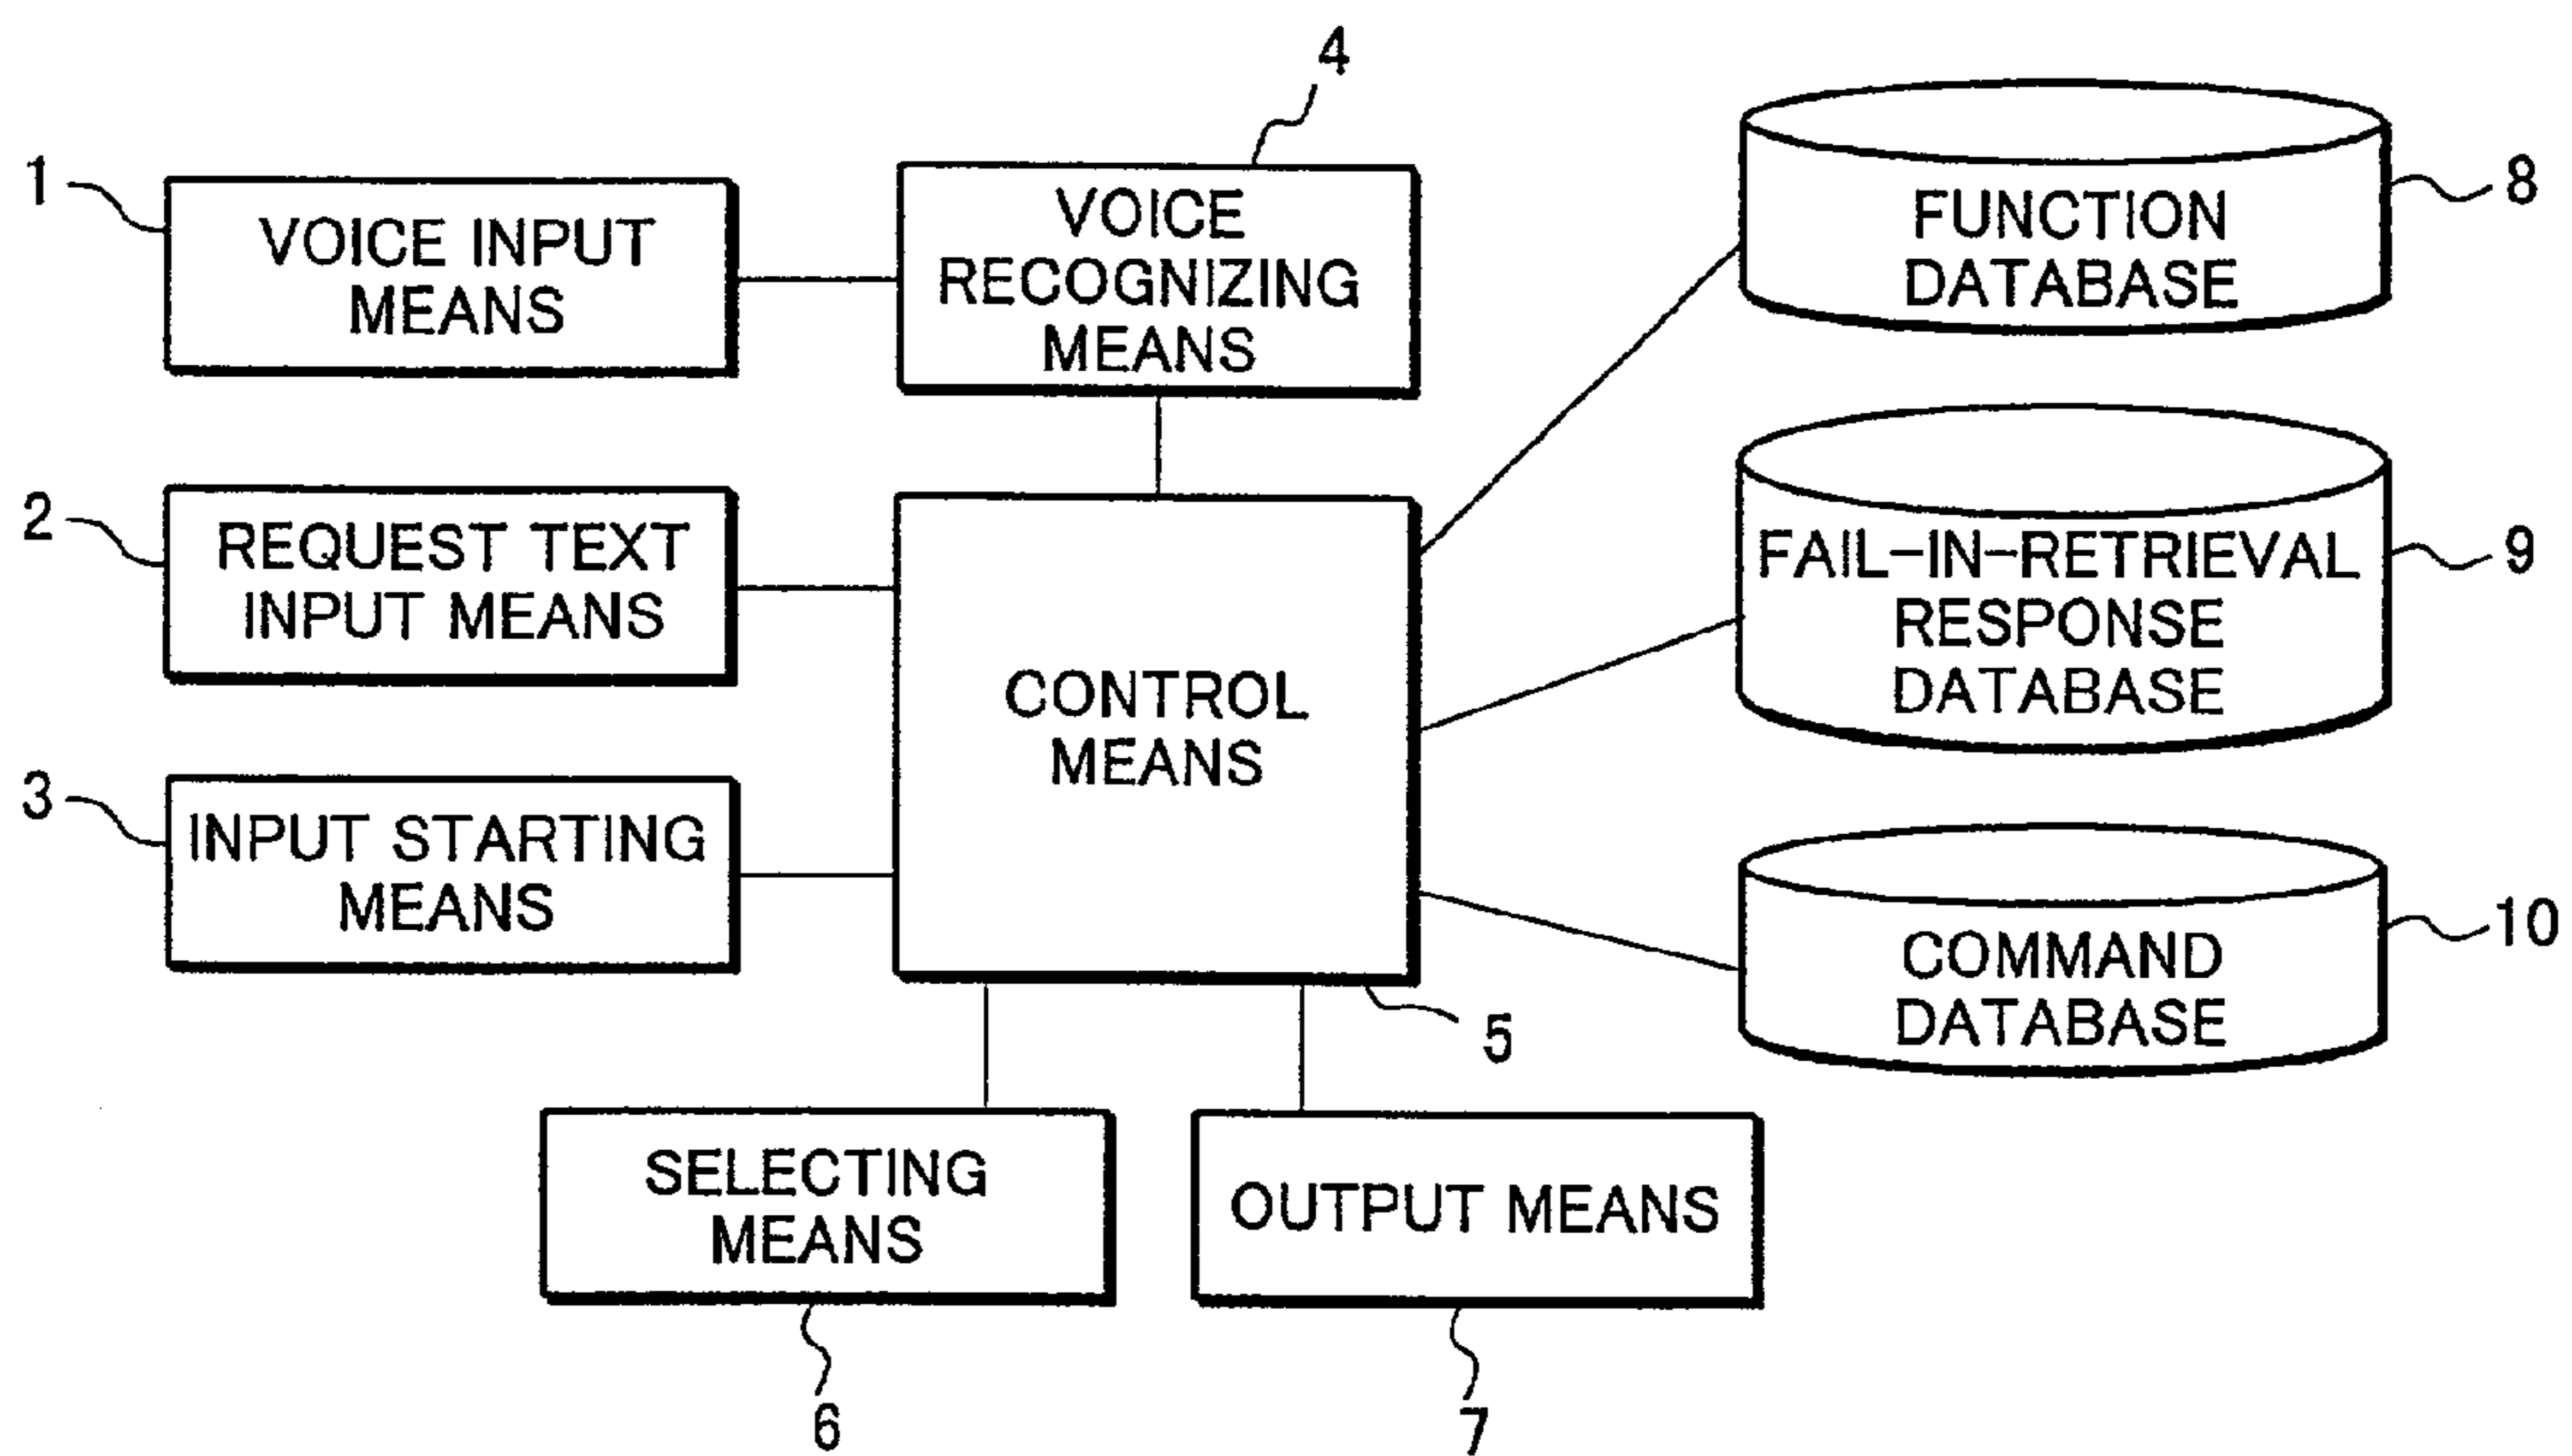 4
1
VOICE INPUT
MEANS
VOICE
RECOGNIZING
MEANS
FUNCTION
DATABASE
8
2
REQUEST TEXT
INPUT MEANS
CONTROL
MEANS
5
FAIL-IN-RETRIEVAL
RESPONSE
DATABASE
9
3
INPUT STARTING
MEANS
COMMAND
DATABASE
10
SELECTING
MEANS
6
OUTPUT MEANS
7